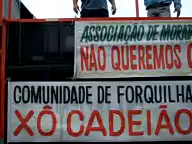 ASSOCIAÇÃO DE MORA
NÃO QUEREMOS
COMUNIDADE DE FORQUILHA
XÔ CADEIÃO